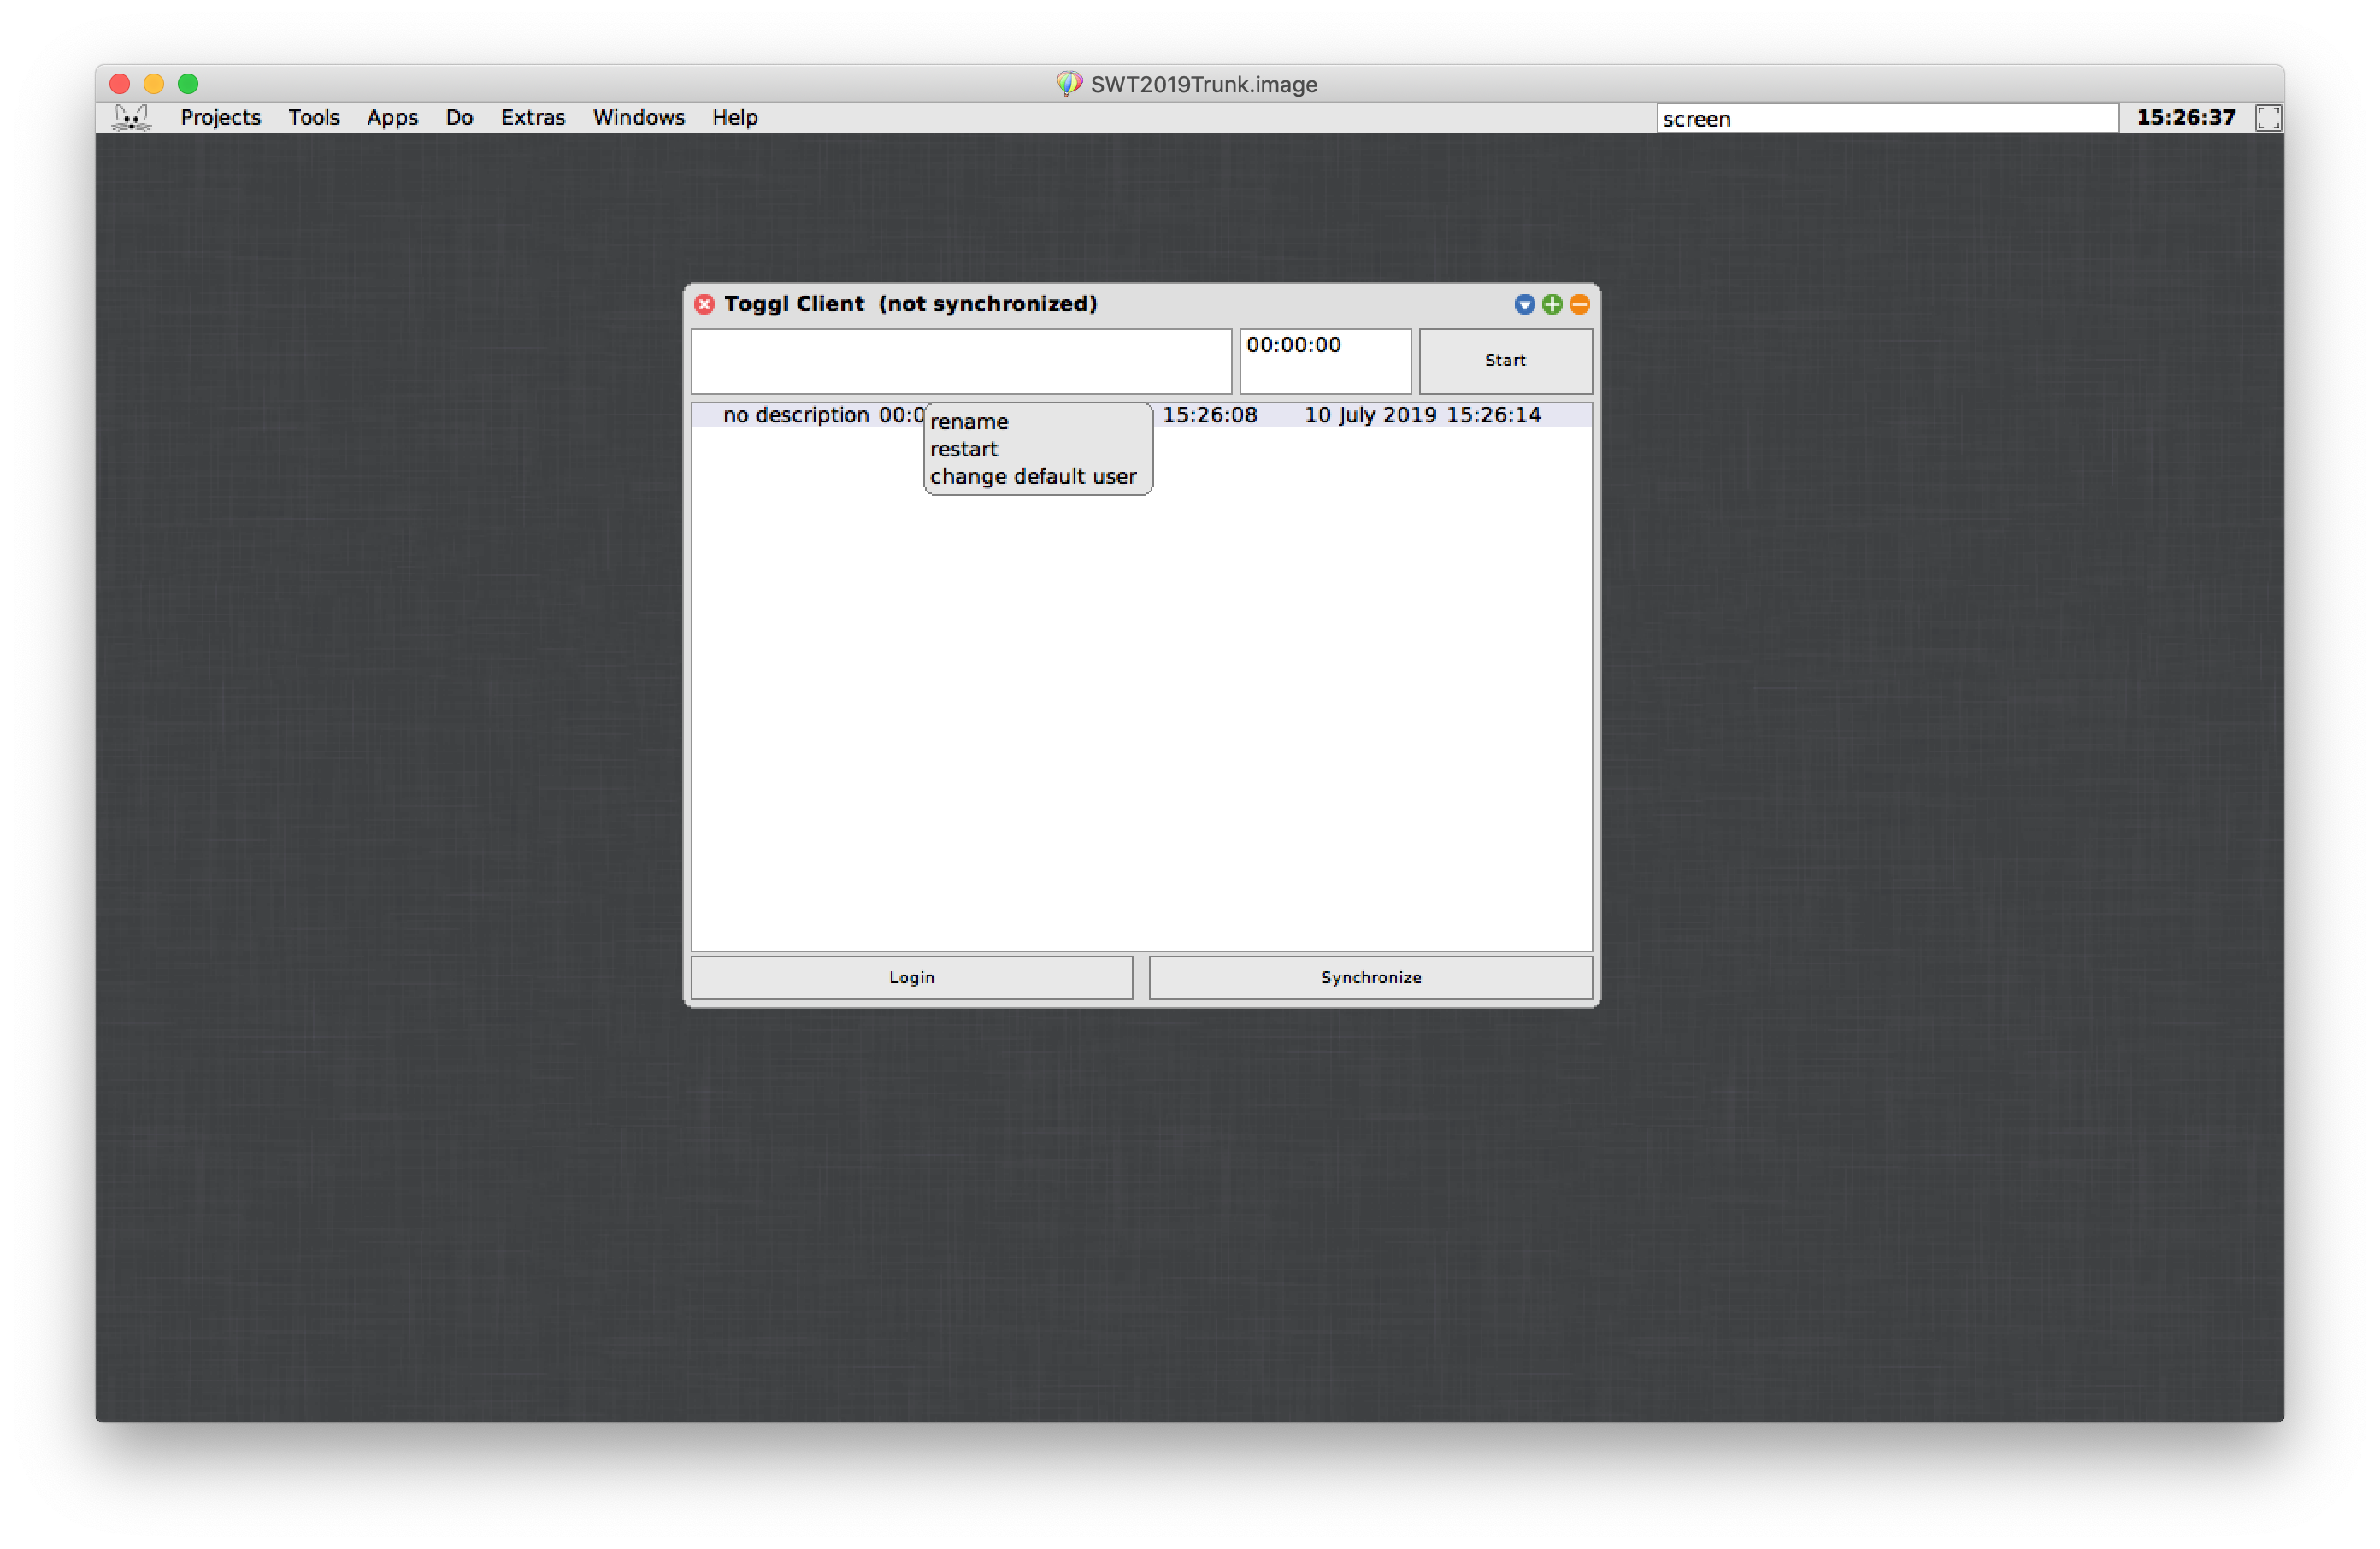 SWT2019Trunk.image
Projects Tools Apps Do Extras Windows Help screen 15:26:37
Toggl Client (not synchronized)
00:00:00 Start
no description 00:0 15:26:08 10 July 2019 15:26:14
rename
restart
change default user
Login Synchronize